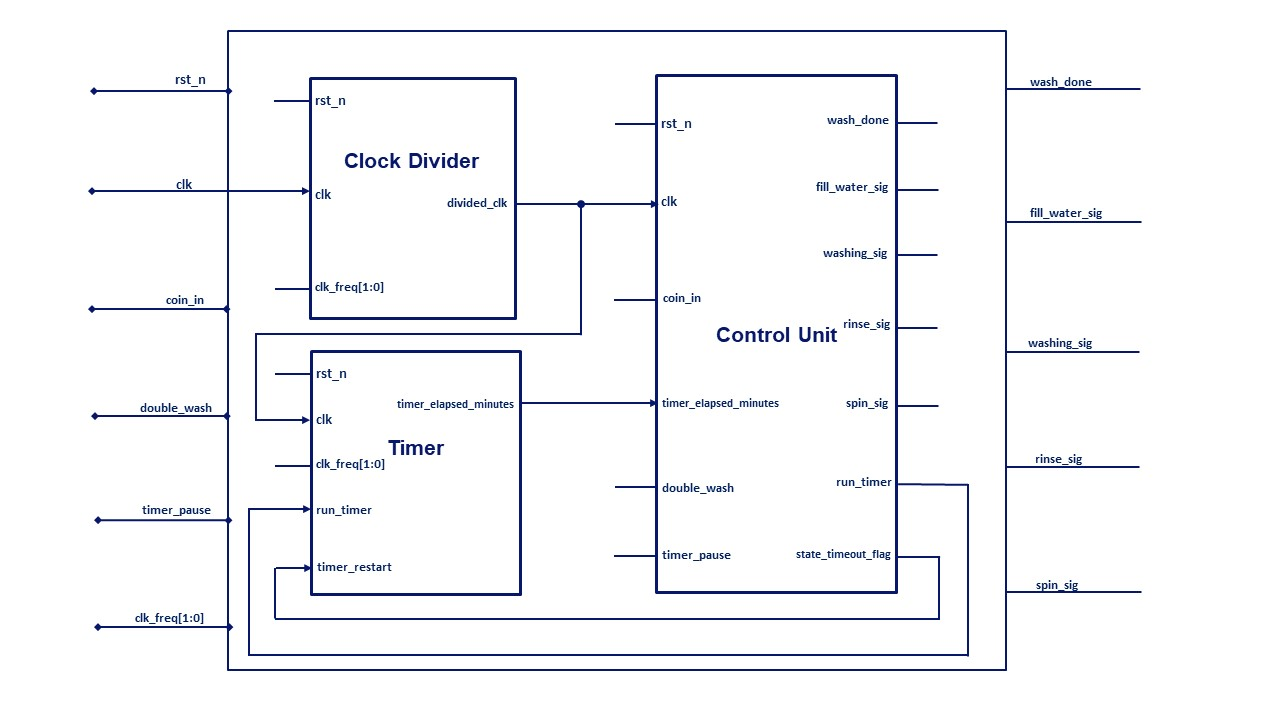 rst_n
clk
coin_in
double_wash
timer_pause
clk_freq[1:0]
rst_n
Clock Divider
clk
divided_clk
clk_freq[1:0]
rst_n
timer_elapsed_minutes
clk
Timer
clk_freq[1:0]
run_timer
timer_restart
rst_n
wash_done
fill_water_sig
clk
washing_sig
coin_in
rinse_sig
Control Unit
timer_elapsed_minutes
spin_sig
run_timer
double_wash
timer_pause
state_timeout_flag
wash_done
fill_water_sig
washing_sig
rinse_sig
spin_sig